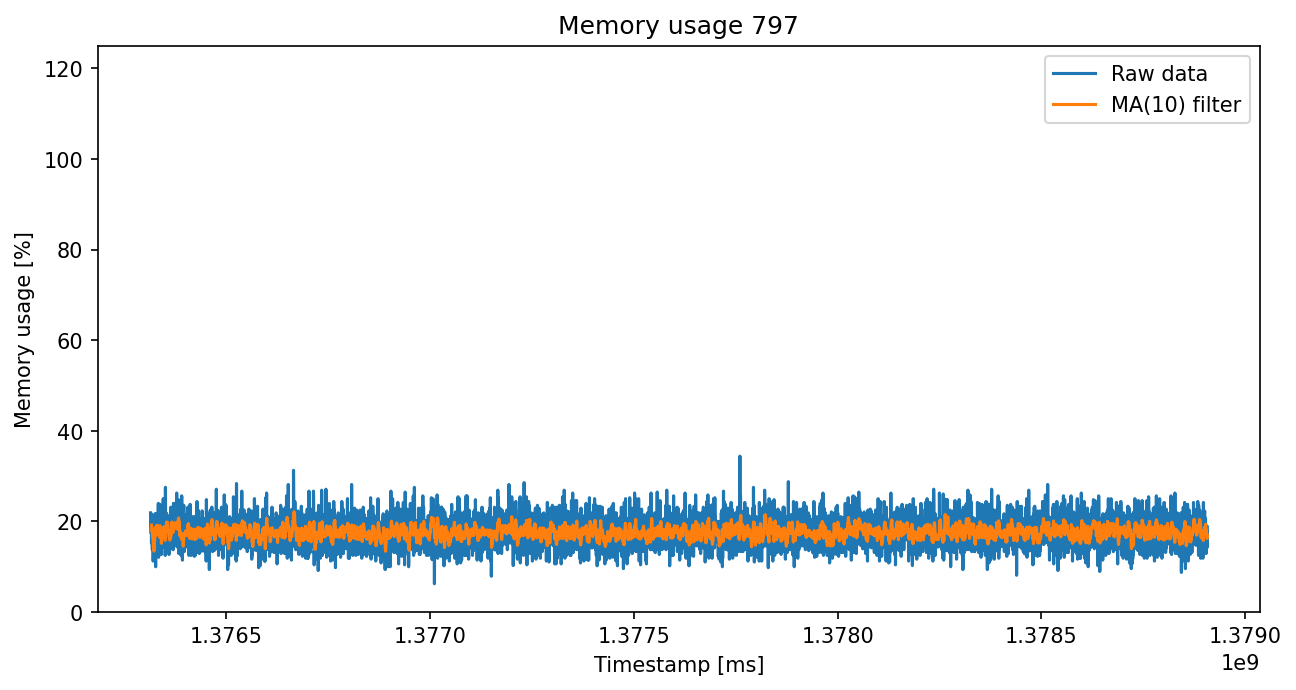 Memory usage 797
Raw data
MA(10) filter
Memory usage [%]
120
100
80
60
40
20
0
1.3765 1.3770 1.3775 1.3780 1.3785 1.3790
1e9
Timestamp [ms]